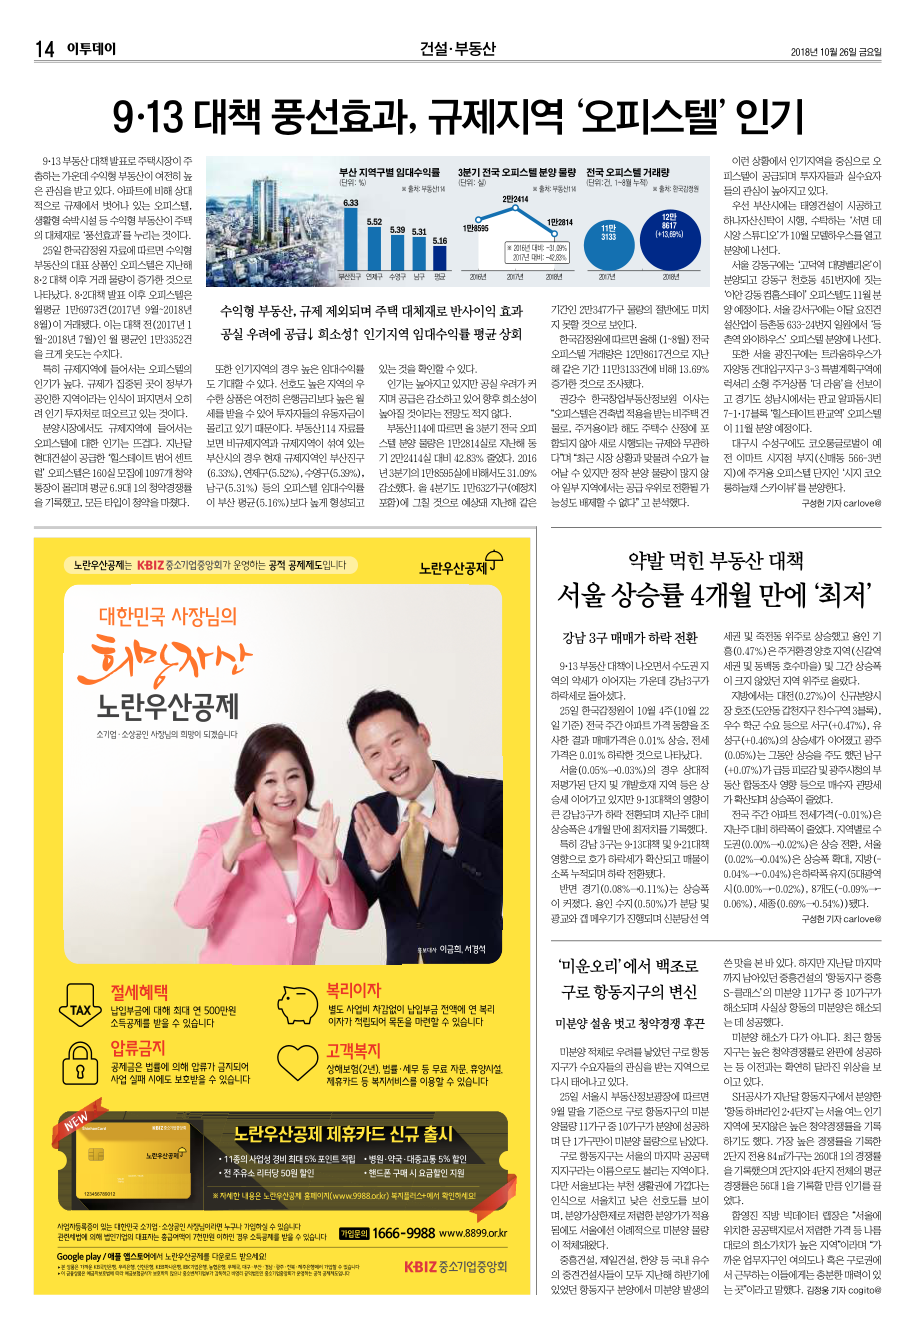 14 이투데이
건설·부동산
2018년 10월 26일 금요일
9·13 대책 풍선효과, 규제지역 ‘오피스텔’ 인기
9·13 부동산 대책 발표로 주택시장이 주
춤하는 가운데 수익형 부동산이 여전히 높
은 관심을 받고 있다. 아파트에 비해 상대
적으로 규제에서 벗어나 있는 오피스텔,
생활형 숙박시설 등 수익형 부동산이 주택
의 대체재로 ‘풍선효과’를 누리는 것이다.
25일 한국감정원 자료에 따르면 수익형
부동산의 대표 상품인 오피스텔은 지난해
8·2 대책 이후 거래 물량이 증가한 것으로
나타났다. 8·2대책 발표 이후 오피스텔은
월평균 1만6973건(2017년 9월~2018년
8월)이 거래됐다. 이는 대책 전(2017년 1
월~2018년 7월)인 월 평균인 1만3352건
을 크게 웃도는 수치다.
특히 규제지역에 들어서는 오피스텔의
인기가 높다. 규제가 집중된 곳이 정부가
공인한 지역이라는 인식이 퍼지면서 오히
려 인기 투자처로 떠오르고 있는 것이다.
분양시장에서도 규제지역에 들어서는
오피스텔에 대한 인기는 뜨겁다. 지난달
현대건설이 공급한 ‘힐스테이트 범어 센트
럴’ 오피스텔은 160실 모집에 1097개 청약
통장이 몰리며 평균 6.9대 1의 청약경쟁률
을 기록했고, 모든 타입이 청약을 마쳤다.
부산 지역구별 임대수익률
(단위: %)
※ 출처: 부동산114
6.33
5.52
5.39
5.31
5.16
부산진구 연제구 수영구 남구 평균
3분기 전국 오피스텔 분양 물량
(단위: 실)
※ 출처: 부동산114
1만8595
2만2414
1만2814
※ 2016년 대비: -31.09%
2017년 대비: -42.83%
2016년 2017년 2018년
전국 오피스텔 거래량
(단위:건, 1~8월 누적)
※ 출처: 한국감정원
11만
3133
12만
8617
(+13.69%)
2017년 2018년
수익형 부동산, 규제 제외되며 주택 대체재로 반사이익 효과
공실 우려에 공급↓ 희소성↑ 인기지역 임대수익률 평균 상회
또한 인기지역의 경우 높은 임대수익률
도 기대할 수 있다. 선호도 높은 지역의 우
수한 상품은 여전히 은행금리보다 높은 월
세를 받을 수 있어 투자자들의 유동자금이
몰리고 있기 때문이다. 부동산114 자료를
보면 비규제지역과 규제지역이 섞여 있는
부산시의 경우 현재 규제지역인 부산진구
(6.33%), 연제구(5.52%), 수영구(5.39%),
남구(5.31%) 등의 오피스텔 임대수익률
이 부산 평균(5.16%)보다 높게 형성되고
있는 것을 확인할 수 있다.
인기는 높아지고 있지만 공실 우려가 커
지며 공급은 감소하고 있어 향후 희소성이
높아질 것이라는 전망도 적지 않다.
부동산114에 따르면 올 3분기 전국 오피
스텔 분양 물량은 1만2814실로 지난해 동
기 2만2414실 대비 42.83% 줄었다. 2016
년 3분기의 1만8595실에 비해서도 31.09%
감소했다. 올 4분기도 1만632가구(예정치
포함)에 그칠 것으로 예상돼 지난해 같은
기간인 2만347가구 물량의 절반에도 미치
지 못할 것으로 보인다.
한국감정원에 따르면 올해 (1~8월) 전국
오피스텔 거래량은 12만8617건으로 지난
해 같은 기간 11만3133건에 비해 13.69%
증가한 것으로 조사됐다.
권강수 한국창업부동산정보원 이사는
“오피스텔은 건축법 적용을 받는 비주택 건
물로, 주거용이라 해도 주택수 산정에 포
함되지 않아 새로 시행되는 규제와 무관하
다”며 “최근 시장 상황과 맞물려 수요가 늘
어날 수 있지만 정작 분양 물량이 많지 않
아 일부 지역에서는 공급 우위로 전환될 가
능성도 배제할 수 없다”고 분석했다.
이런 상황에서 인기지역을 중심으로 오
피스텔이 공급되며 투자자들과 실수요자
들의 관심이 높아지고 있다.
우선 부산시에는 태영건설이 시공하고
하나자산신탁이 시행, 수탁하는 ‘서면 데
시앙 스튜디오’가 10월 모델하우스를 열고
분양에 나선다.
서울 강동구에는 ‘고덕역 대명벨리온’이
분양되고 강동구 천호동 451번지에 짓는
‘이안 강동 컴홈스테이’ 오피스텔도 11월 분
양 예정이다. 서울 강서구에는 이달 요진건
설산업이 등촌동 633-24번지 일원에서 ‘등
촌역 와이하우스’ 오피스텔 분양에 나선다.
또한 서울 광진구에는 트라움하우스가
자양동 건대입구지구 3-3 특별계획구역에
럭셔리 소형 주거상품 ‘더 라움’을 선보이
고 경기도 성남시에서는 판교 알파돔시티
7-1·17블록 ‘힐스테이트 판교역’ 오피스텔
이 11월 분양 예정이다.
대구시 수성구에도 코오롱글로벌이 예
전 이마트 시지점 부지(신매동 566-3번
지)에 주거용 오피스텔 단지인 ‘시지 코오
롱하늘채 스카이뷰’를 분양한다.
구성헌 기자 carlove@
노란우산공제는 KBIZ중소기업중앙회가 운영하는 공적 공제제도입니다
노란우산공제
대한민국 사장님의
희망자산
노란우산공제
소기업·소상공인 사장님의 희망이 되겠습니다
홍보대사 이금희, 서경석
TAX
절세혜택
납입부금에 대해 최대 연 500만원
소득공제를 받을 수 있습니다
복리이자
별도 사업비 차감없이 납입부금 전액에 연 복리
이자가 적립되어 목돈을 마련할 수 있습니다
압류금지
공제금은 법률에 의해 압류가 금지되어
사업 실패 시에도 보호받을 수 있습니다
고객복지
상해보험(2년), 법률·세무 등 무료 자문, 휴양시설,
제휴카드 등 복지서비스를 이용할 수 있습니다
NEW
KBIZ중소기업중앙회
노란우산공제
123456789012
노란우산공제 제휴카드 신규 출시
• 11종의 사업성 경비 최대 5% 포인트 적립 • 병원·약국·대중교통 5% 할인
• 전 주유소 리터당 50원 할인 • 핸드폰 구매 시 요금할인 지원
※ 자세한 내용은 노란우산공제 홈페이지(www.9988.or.kr) 복지플러스+에서 확인하세요!
사업자등록증이 있는 대한민국 소기업·소상공인 사장님이라면 누구나 가입하실 수 있습니다
관련세법에 의해 법인기업의 대표자는 총급여액이 7천만원 이하인 경우 소득공제를 받을 수 있습니다
가입문의 1666-9988 www.8899.or.kr
Google play / 애플 앱스토어에서 노란우산공제를 다운로드 받으세요!
KBIZ중소기업중앙회
약발 먹힌 부동산 대책
서울 상승률 4개월 만에 ‘최저’
강남 3구 매매가 하락 전환
9·13 부동산 대책이 나오면서 수도권 지
역의 약세가 이어지는 가운데 강남3구가
하락세로 돌아섰다.
25일 한국감정원이 10월 4주(10월 22
일 기준) 전국 주간 아파트 가격 동향을 조
사한 결과 매매가격은 0.01% 상승, 전세
가격은 0.01% 하락한 것으로 나타났다.
서울(0.05%→0.03%)의 경우 상대적
저평가된 단지 및 개발호재 지역 등은 상
승세 이어가고 있지만 9·13대책의 영향이
큰 강남3구가 하락 전환되며 지난주 대비
상승폭은 4개월 만에 최저치를 기록했다.
특히 강남 3구는 9·13대책 및 9·21대책
영향으로 호가 하락세가 확산되고 매물이
소폭 누적되며 하락 전환됐다.
반면 경기(0.08%→0.11%)는 상승폭
이 커졌다. 용인 수지(0.50%)가 분당 및
광교와 갭 메우기가 진행되며 신분당선 역
세권 및 죽전동 위주로 상승했고 용인 기
흥(0.47%)은 주거환경 양호 지역(신갈역
세권 및 동백동 호수마을) 및 그간 상승폭
이 크지 않았던 지역 위주로 올랐다.
지방에서는 대전(0.27%)이 신규분양시
장 호조(도안동 갑천지구 친수구역 3블록),
우수 학군 수요 등으로 서구(+0.47%), 유
성구(+0.46%)의 상승세가 이어졌고 광주
(0.05%)는 그동안 상승을 주도 했던 남구
(+0.07%)가 급등 피로감 및 광주시청의 부
동산 합동조사 영향 등으로 매수자 관망세
가 확산되며 상승폭이 줄었다.
전국 주간 아파트 전세가격(-0.01%)은
지난주 대비 하락폭이 줄었다. 지역별로 수
도권(0.00%→0.02%)은 상승 전환, 서울
(0.02%→0.04%)은 상승폭 확대, 지방(-
0.04%→-0.04%)은 하락폭 유지(5대광역
시(0.00%→-0.02%), 8개도(-0.09%→-
0.06%), 세종(0.69%→0.54%))됐다.
구성헌 기자 carlove@
‘미운오리’에서 백조로
구로 항동지구의 변신
미분양 설움 벗고 청약경쟁 후끈
미분양 적체로 우려를 낳았던 구로 항동
지구가 수요자들의 관심을 받는 지역으로
다시 태어나고 있다.
25일 서울시 부동산정보광장에 따르면
9월 말을 기준으로 구로 항동지구의 미분
양물량 11가구 중 10가구가 분양에 성공하
며 단 1가구만이 미분양 물량으로 남았다.
구로 항동지구는 서울의 마지막 공공택
지지구라는 이름으로도 불리는 지역이다.
다만 서울보다는 부천 생활권에 가깝다는
인식으로 서울치고 낮은 선호도를 보이
며, 분양가상한제로 저렴한 분양가가 적용
됨에도 서울에선 이례적으로 미분양 물량
이 적체돼왔다.
중흥건설, 제일건설, 한양 등 국내 유수
의 중견건설사들이 모두 지난해 하반기에
있었던 항동지구 분양에서 미분양 발생의
쓴 맛을 본 바 있다. 하지만 지난달 마지막
까지 남아있던 중흥건설의 ‘항동지구 중흥
S-클래스’의 미분양 11가구 중 10가구가
해소되며 사실상 항동의 미분양은 해소되
는 데 성공했다.
미분양 해소가 다가 아니다. 최근 항동
지구는 높은 청약경쟁률로 완판에 성공하
는 등 이전과는 확연히 달라진 위상을 보
이고 있다.
SH공사가 지난달 항동지구에서 분양한
‘항동 하버라인 2·4단지’는 서울 여느 인기
지역에 못지않은 높은 청약경쟁률을 기록
하기도 했다. 가장 높은 경쟁률을 기록한
2단지 전용 84㎡가구는 260대 1의 경쟁률
을 기록했으며 2단지와 4단지 전체의 평균
경쟁률은 56대 1을 기록할 만큼 인기를 끌
었다.
함영진 직방 빅데이터 랩장은 “서울에
위치한 공공택지로서 저렴한 가격 등 나름
대로의 희소가치가 높은 지역”이라며 “가
까운 업무지구인 여의도나 혹은 구로권에
서 근무하는 이들에게는 충분한 매력이 있
는 곳”이라고 말했다. 김정웅 기자 cogito@